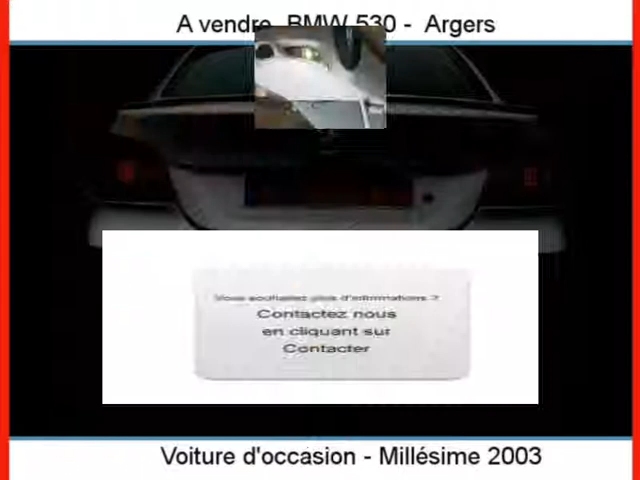 A vendre BMW 530 - Argers
Vous souhaitez plus d'informations ?
Contactez nous
en cliquant sur
Contacter
Voiture d'occasion - Millésime 2003